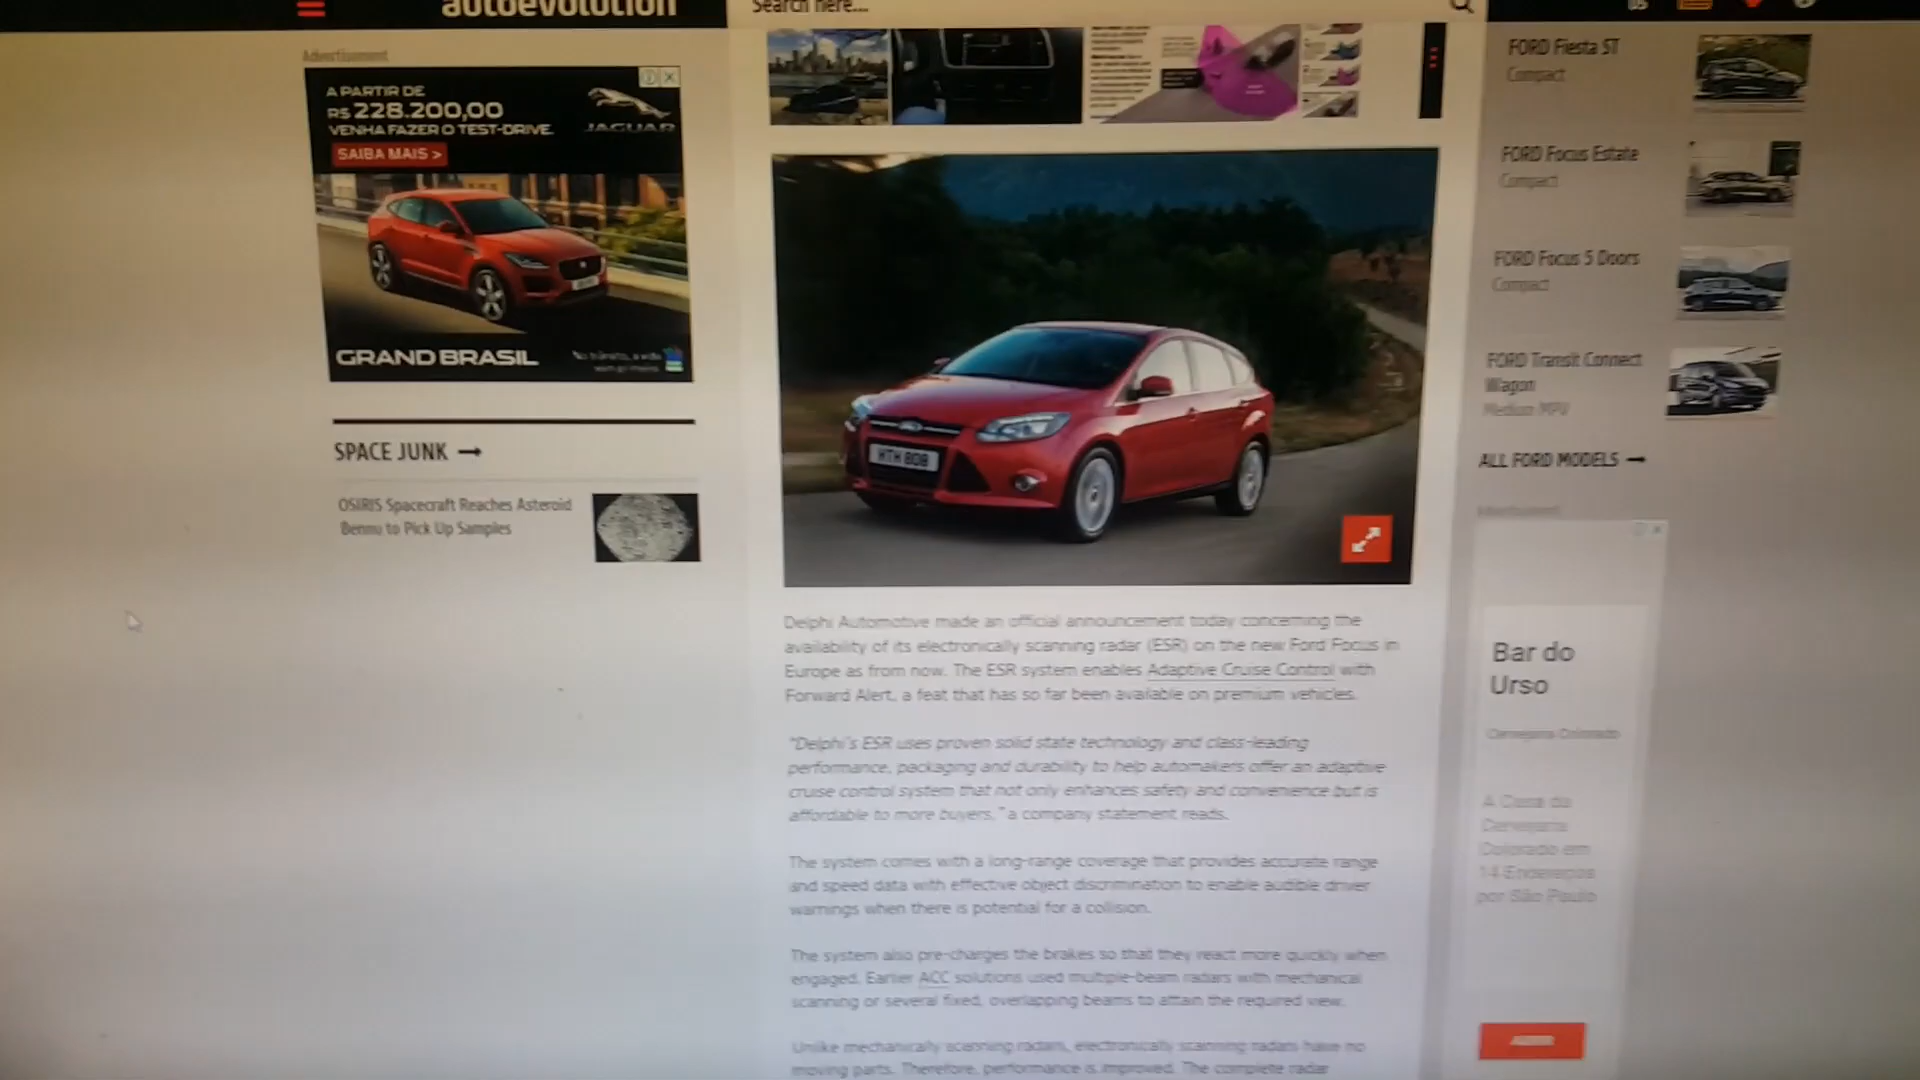 autoevolution
Search here....
Advertisement
A PARTIR DE
R$ 228.200,00
VENHA FAZER O TEST-DRIVE.
SAIBA MAIS >
JAGUAR
GRAND BRASIL
No trânsito, a vida
SPACE JUNK →
OSIRIS Spacecraft Reaches Asteroid
Bennu to Pick Up Samples
HTH 808
Delphi Automotive made an official announcement today concerning the
availability of its electronically scanning radar (ESR) on the new Ford Focus in
Europe as from now. The ESR system enables Adaptive Cruise Control with
Forward Alert, a feat that has so far been available on premium vehicles.
"Delphi's ESR uses proven solid state technology and class-leading
performance, packaging and durability to help automakers offer an adaptive
cruise control system that not only enhances safety and convenience but is
affordable to more buyers," a company statement reads.
The system comes with a long-range coverage that provides accurate range
and speed data with effective object discrimination to enable audible driver
warnings when there is potential for a collision.
The system also pre-charges the brakes so that they react more quickly when
engaged. Earlier ACC solutions used multiple-beam radars with mechanical
scanning or several fixed, overlapping beams to attain the required view.
Unlike mechanically scanning radars, electronically scanning radars have no
moving parts. Therefore, performance is improved. The complete radar
FORD Fiesta ST
Compact
FORD Focus Estate
Compact
FORD Focus 5 Doors
Compact
FORD Transit Connect
Wagon
Medium MPV
ALL FORD MODELS →
Advertisement
Bar do
Urso
Cervejaria Colorado
A Casa da
Cervejaria
Colorado em
14 Endereços
por São Paulo